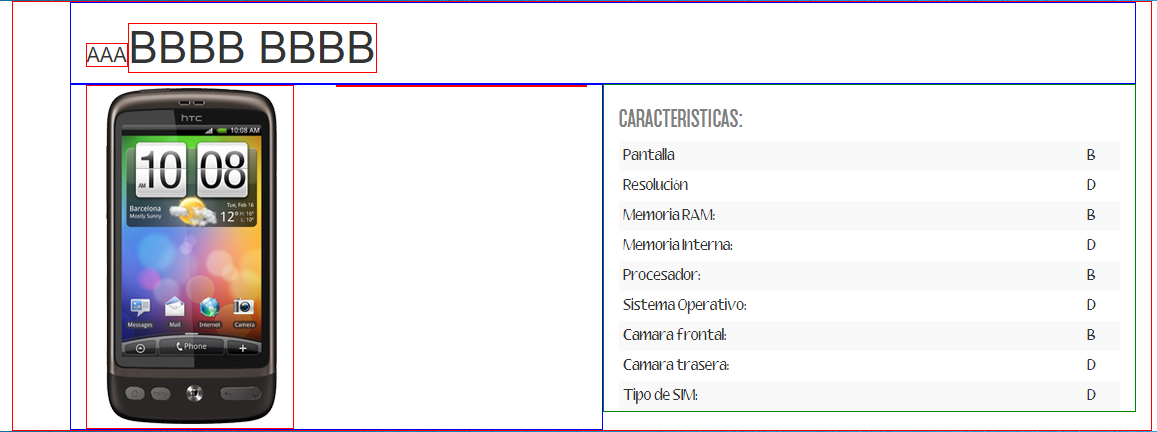 AAA BBBB BBBB
hTC
10:08 AM
10 08
AM
Barcelona
Mostly Sunny
Tue, Feb 16
12° H: 16°
L: 10°
Messages Mail Internet Camera
Phone
CARACTERISTICAS:
Pantalla B
Resolución D
Memoria RAM: B
Memoria Interna: D
Procesador: B
Sistema Operativo: D
Camara frontal: B
Camara trasera: D
Tipo de SIM: D